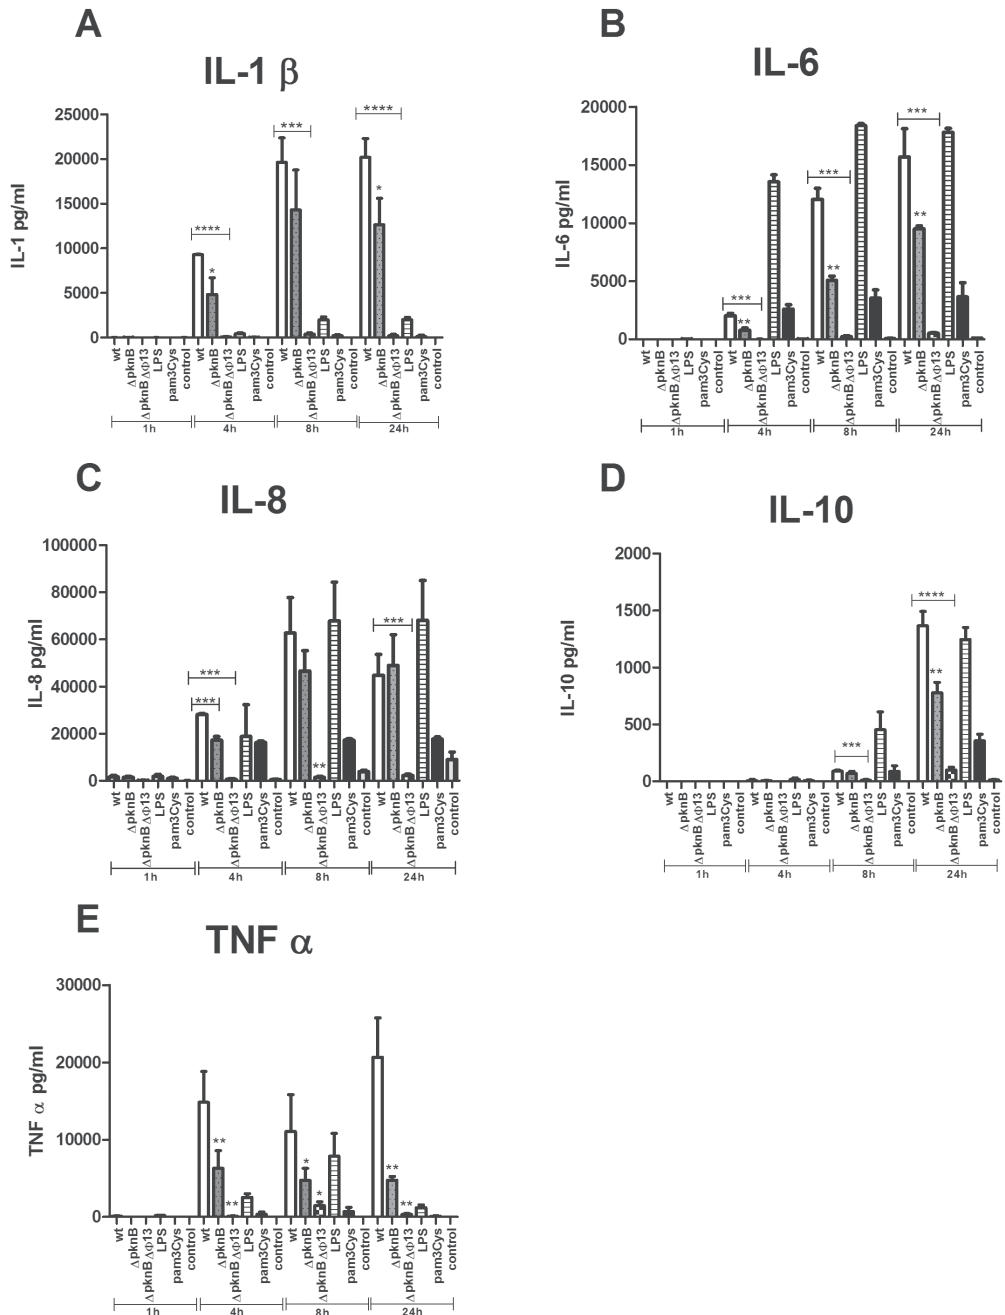 A
IL-1 β
IL-1 pg/ml
25000
20000
15000
10000
5000
0
****
*
***
****
*
wt
ΔpknB
ΔpknBΔΦ13
LPS
pam3Cys
control
wt
ΔpknB
ΔpknBΔΦ13
LPS
pam3Cys
control
wt
ΔpknB
ΔpknBΔΦ13
LPS
pam3Cys
control
wt
ΔpknB
ΔpknBΔΦ13
LPS
pam3Cys
control
1h 4h 8h 24h
B
IL-6
IL-6 pg/ml
20000
15000
10000
5000
0
***
**
***
**
***
**
wt
ΔpknB
ΔpknBΔΦ13
LPS
pam3Cys
control
wt
ΔpknB
ΔpknBΔΦ13
LPS
pam3Cys
control
wt
ΔpknB
ΔpknBΔΦ13
LPS
pam3Cys
control
wt
ΔpknB
ΔpknBΔΦ13
LPS
pam3Cys
control
1h 4h 8h 24h
C
IL-8
IL-8 pg/ml
100000
80000
60000
40000
20000
0
***
***
**
***
wt
ΔpknB
ΔpknBΔΦ13
LPS
pam3Cys
control
wt
ΔpknB
ΔpknBΔΦ13
LPS
pam3Cys
control
wt
ΔpknB
ΔpknBΔΦ13
LPS
pam3Cys
control
wt
ΔpknB
ΔpknBΔΦ13
LPS
pam3Cys
control
1h 4h 8h 24h
D
IL-10
IL-10 pg/ml
2000
1500
1000
500
0
***
****
**
wt
ΔpknB
ΔpknBΔΦ13
LPS
pam3Cys
control
wt
ΔpknB
ΔpknBΔΦ13
LPS
pam3Cys
control
wt
ΔpknB
ΔpknBΔΦ13
LPS
pam3Cys
control
wt
ΔpknB
ΔpknBΔΦ13
LPS
pam3Cys
control
1h 4h 8h 24h
E
TNF α
TNF α pg/ml
30000
20000
10000
0
**
**
*
*
**
**
wt
ΔpknB
ΔpknBΔΦ13
LPS
pam3Cys
control
wt
ΔpknB
ΔpknBΔΦ13
LPS
pam3Cys
control
wt
ΔpknB
ΔpknBΔΦ13
LPS
pam3Cys
control
wt
ΔpknB
ΔpknBΔΦ13
LPS
pam3Cys
control
1h 4h 8h 24h